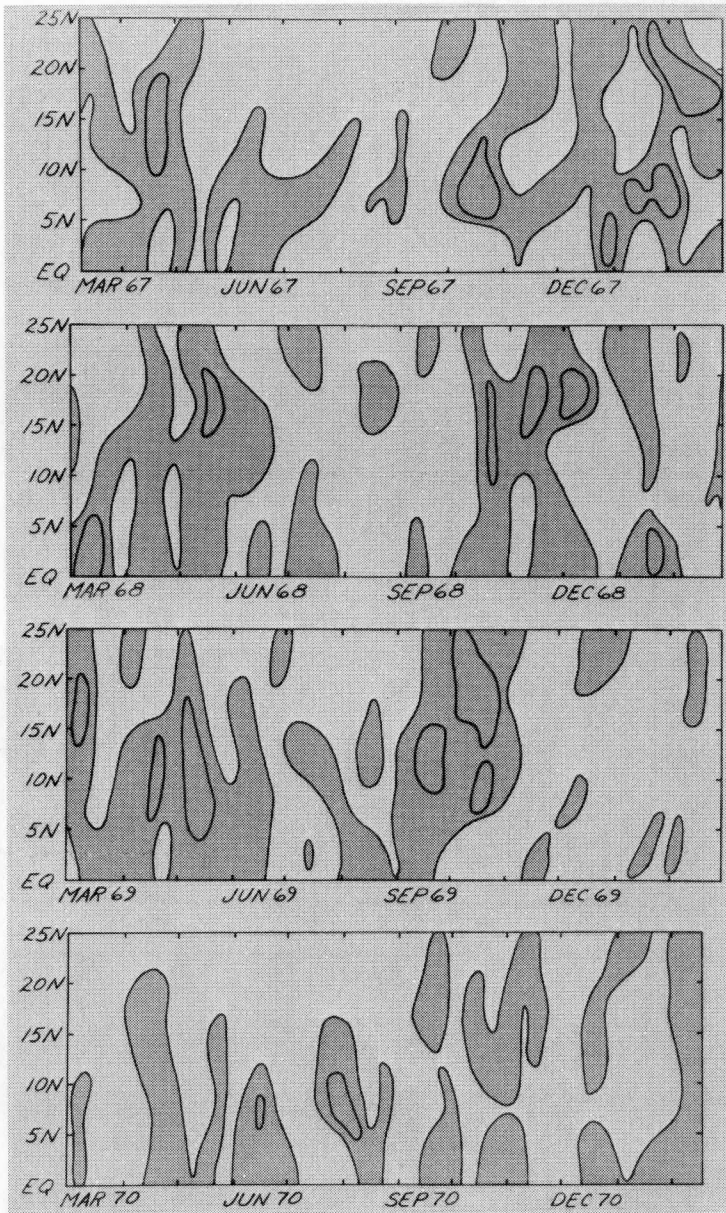 25N
20N
15N
10N
5N
EQ
MAR 67 JUN 67 SEP 67 DEC 67
25N
20N
15N
10N
5N
EQ
MAR 68 JUN 68 SEP 68 DEC 68
25N
20N
15N
10N
5N
EQ
MAR 69 JUN 69 SEP 69 DEC 69
25N
20N
15N
10N
5N
EQ
MAR 70 JUN 70 SEP 70 DEC 70